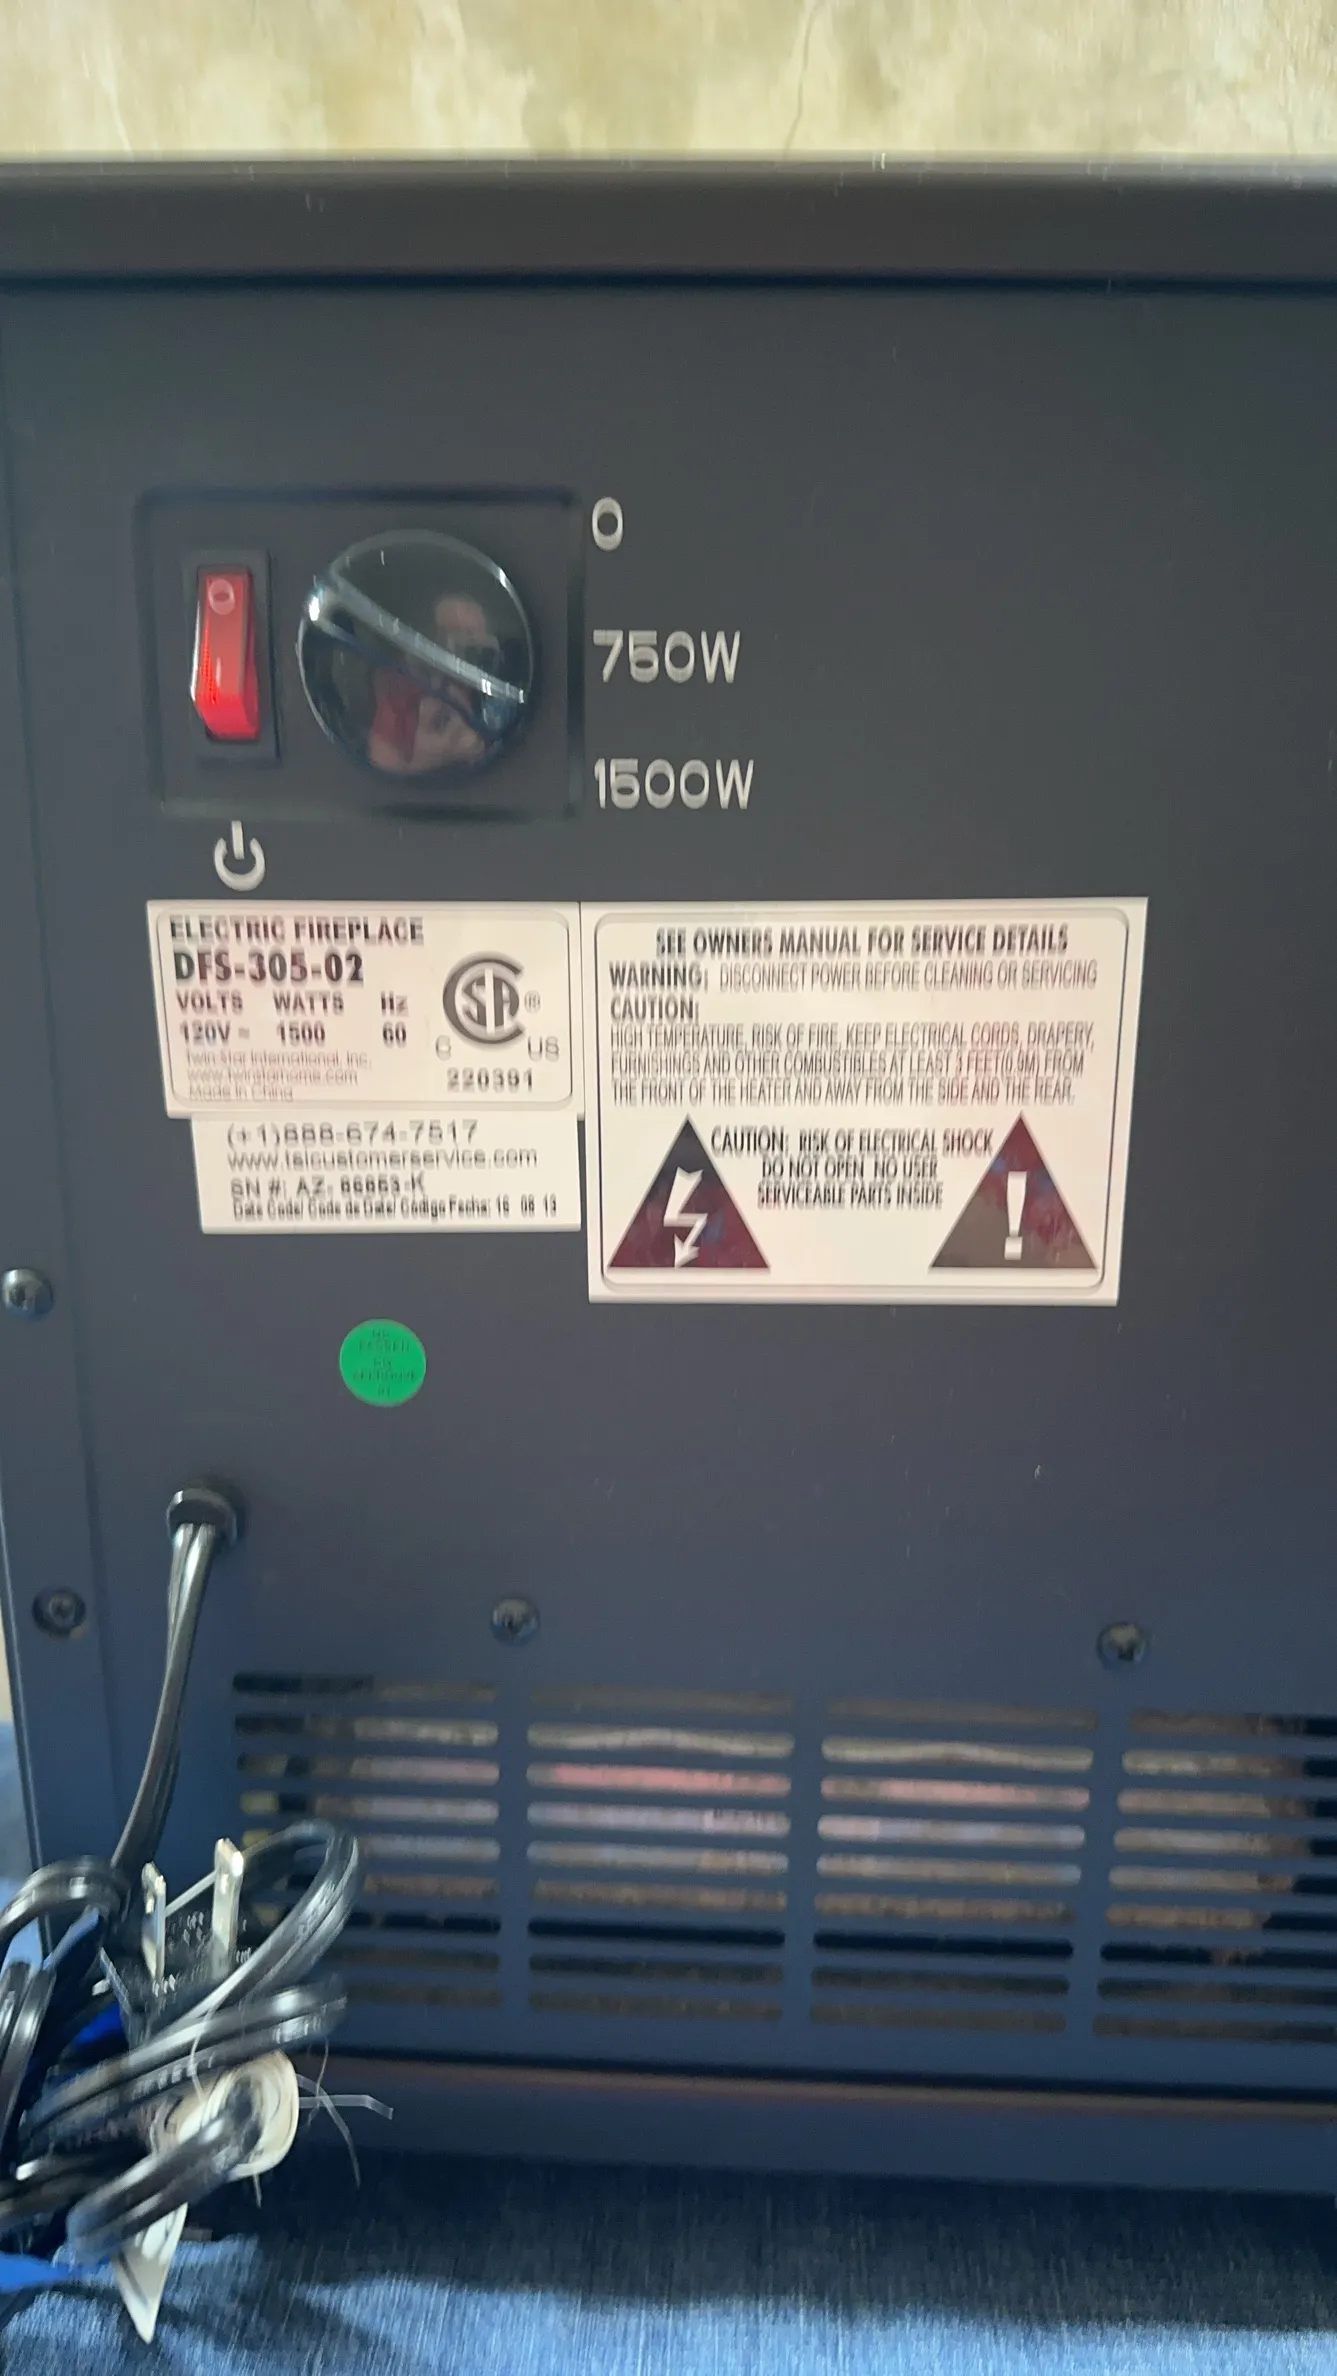 0
750W
1500W
ELECTRIC FIREPLACE
DFS-305-02
VOLTS WATTS Hz
120V~ 1500 60
Twin-Star International, Inc.
www.twinstarhome.com
Made in China
CSA®
C US
220391
(+1)888-674-7517
www.tsicustomerservice.com
SN #: AZ-
Date Code/ Code de Date/ Código Fecha: 16 08 13
SEE OWNERS MANUAL FOR SERVICE DETAILS
WARNING: DISCONNECT POWER BEFORE CLEANING OR SERVICING
CAUTION:
HIGH TEMPERATURE, RISK OF FIRE, KEEP ELECTRICAL CORDS, DRAPERY,
FURNISHINGS AND OTHER COMBUSTIBLES AT LEAST 3 FEET(0.9M) FROM
THE FRONT OF THE HEATER AND AWAY FROM THE SIDE AND THE REAR.
CAUTION: RISK OF ELECTRICAL SHOCK
DO NOT OPEN NO USER
SERVICEABLE PARTS INSIDE
PASSED